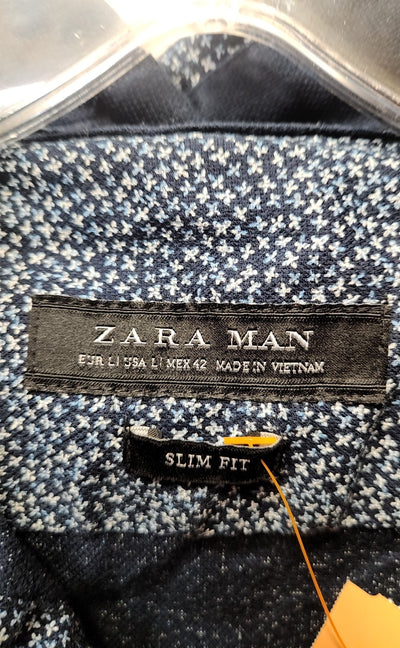 ZARA MAN
EUR L | USA L | MEX 42 MADE IN VIETNAM
SLIM FIT